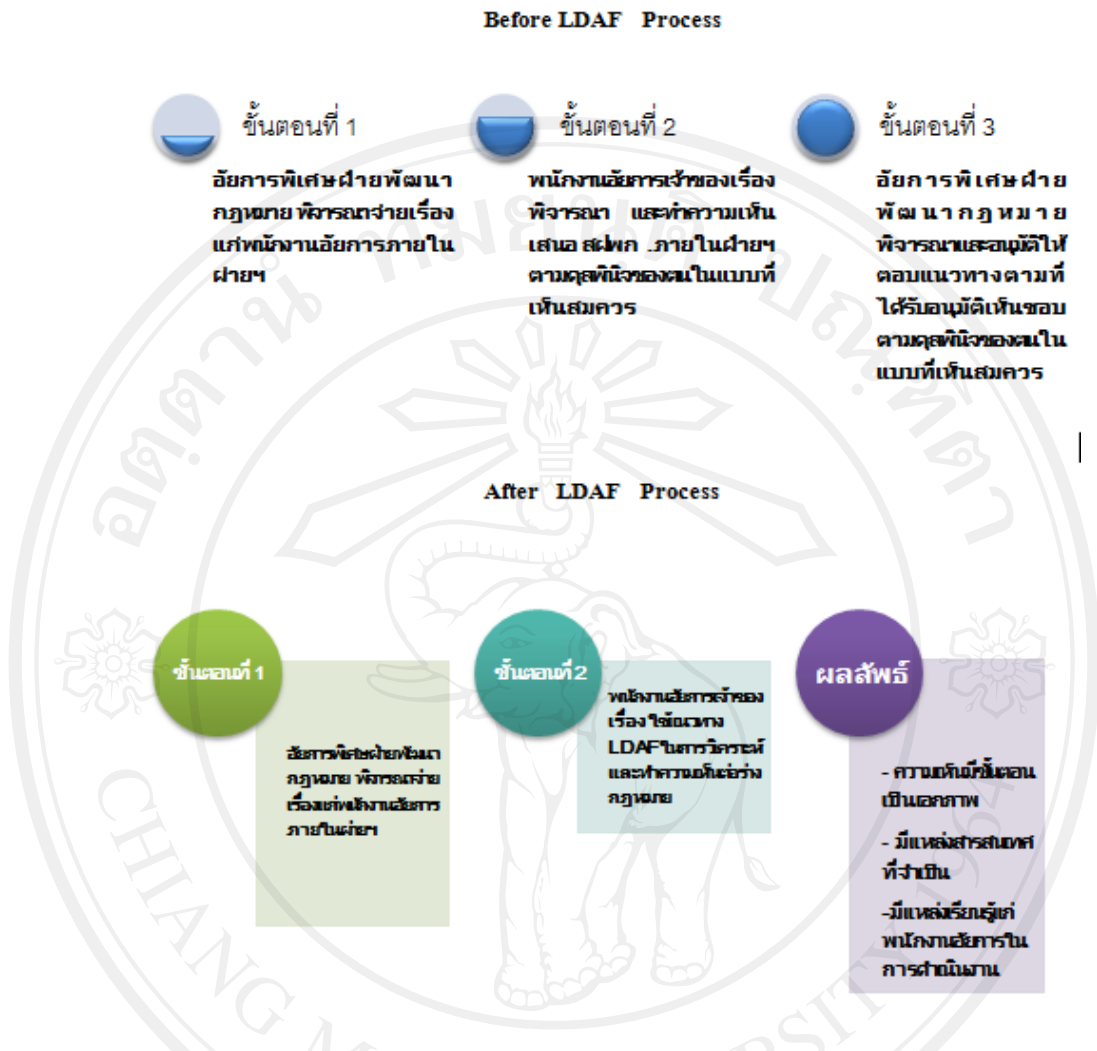 Before LDAF Process
ขั้นตอนที่ 1
อัยการพิเศษฝ่ายพัฒนา
กฎหมาย พิจารณาจ่ายเรื่อง
แก่พนักงานอัยการภายใน
ฝ่ายฯ
ขั้นตอนที่ 2
พนักงานอัยการเจ้าของเรื่อง
พิจารณา และทำความเห็น
เสนอ สฝพก .ภายในฝ่ายฯ
ตามดุลพินิจของตนในแบบที่
เห็นสมควร
ขั้นตอนที่ 3
อัยการพิเศษฝ่าย
พัฒนากฎหมาย
พิจารณาและอนุมัติให้
ตอบแนวทางตามที่
ได้รับอนุมัติเห็นชอบ
ตามดุลพินิจของตนใน
แบบที่เห็นสมควร
After LDAF Process
ขั้นตอนที่ 1
อัยการพิเศษฝ่ายพัฒนา
กฎหมาย พิจารณาจ่าย
เรื่องแก่พนักงานอัยการ
ภายในฝ่ายฯ
ขั้นตอนที่ 2
พนักงานอัยการเจ้าของ
เรื่อง ใช้แนวทาง
LDAF ในการวิเคราะห์
และทำความเห็นต่อร่าง
กฎหมาย
ผลลัพธ์
- ความเห็นมีขั้นตอน
เป็นเอกภาพ
- มีแหล่งสารสนเทศ
ที่จำเป็น
-มีแหล่งเรียนรู้แก่
พนักงานอัยการใน
การดำเนินงาน